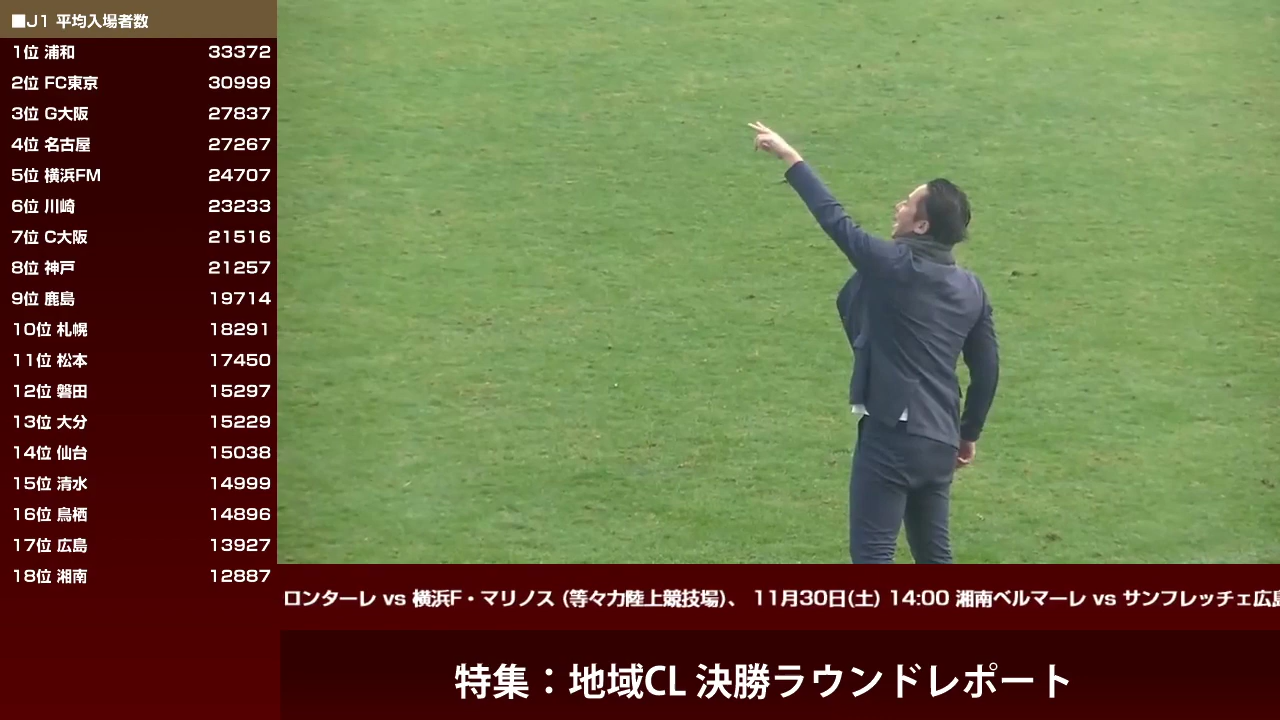 ■J1 平均入場者数
1位 浦和 33372
2位 FC東京 30999
3位 G大阪 27837
4位 名古屋 27267
5位 横浜FM 24707
6位 川崎 23233
7位 C大阪 21516
8位 神戸 21257
9位 鹿島 19714
10位 札幌 18291
11位 松本 17450
12位 磐田 15297
13位 大分 15229
14位 仙台 15038
15位 清水 14999
16位 鳥栖 14896
17位 広島 13927
18位 湘南 12887
ロンターレ vs 横浜F・マリノス (等々力陸上競技場)、 11月30日(土) 14:00 湘南ベルマーレ vs サンフレッチェ広島
特集：地域CL 決勝ラウンドレポート